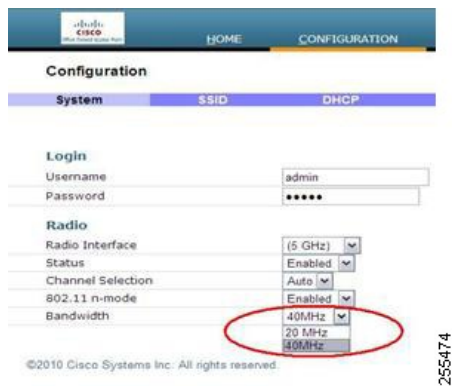 CISCO
HOME
CONFIGURATION
Configuration
System
SSID
DHCP
Login
Username
admin
Password
•••••
Radio
Radio Interface
(5 GHz)
Status
Enabled
Channel Selection
Auto
802.11 n-mode
Enabled
Bandwidth
40MHz
20 MHz
40MHz
©2010 Cisco Systems Inc. All rights reserved.
255474